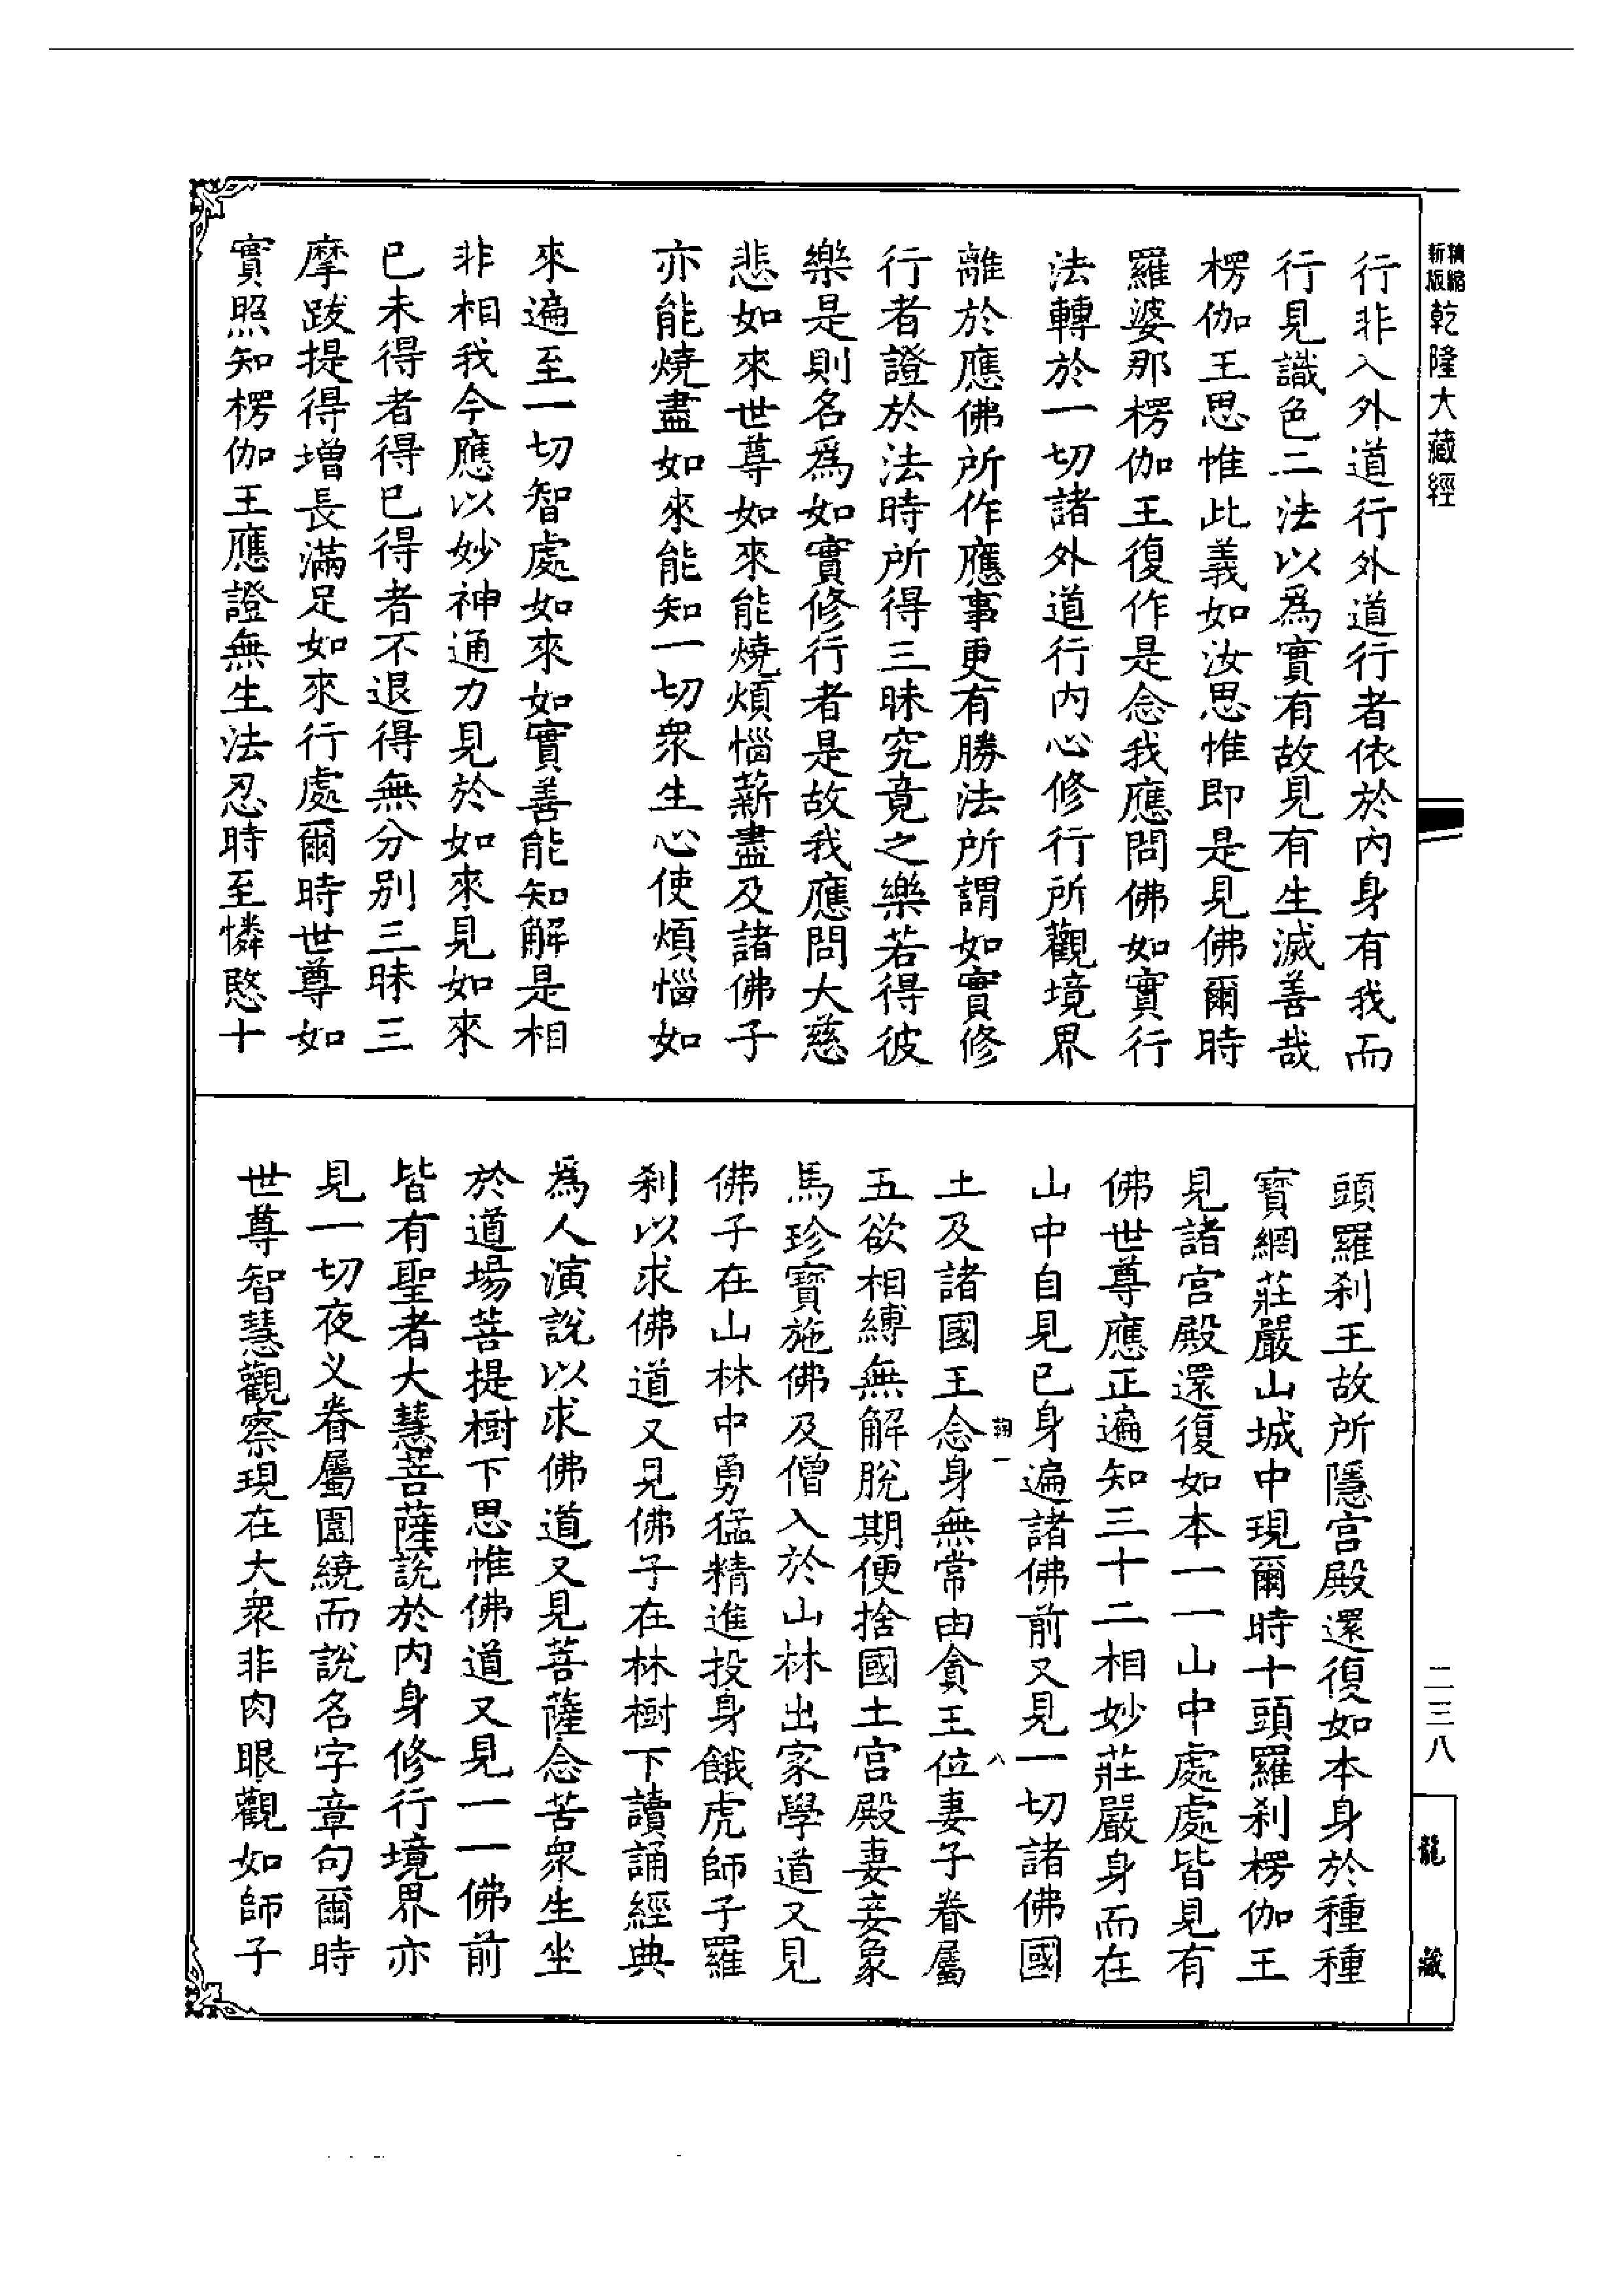 精縮新版 乾隆大藏經
行非入外道行外道行者依於內身有我而
行見識色二法以為實有故見有生滅善哉
楞伽王思惟此義如汝思惟即是見佛爾時
羅婆那楞伽王復作是念我應問佛如實行
法轉於一切諸外道行內心修行所觀境界
離於應佛所作應事更有勝法所謂如實修
行者證於法時所得三昧究竟之樂若得彼
樂是則名為如實修行者是故我應問大慈
悲如來世尊如來能燒煩惱薪盡及諸佛子
亦能燒盡如來能知一切眾生心使煩惱如
來遍至一切智處如來如實善能知解是相
非相我今應以妙神通力見於如來見如來
已未得者得已得者不退得無分別三昧三
摩跋提得增長滿足如來行處爾時世尊如
實照知楞伽王應證無生法忍時至憐愍十
頭羅剎王故所隱宮殿還復如本身於種種
寶網莊嚴山城中現爾時十頭羅剎楞伽王
見諸宮殿還復如本一一山中處處皆見有
佛世尊應正遍知三十二相妙莊嚴身而在
山中自見已身遍諸佛前又見一切諸佛國
土及諸國王念身無常由貪王位妻子眷屬
五欲相縛無解脫期便捨國土宮殿妻妾象
馬珍寶施佛及僧入於山林出家學道又見
佛子在山林中勇猛精進投身餓虎師子羅
剎以求佛道又見佛子在林樹下讀誦經典
為人演說以求佛道又見菩薩念苦眾生坐
於道場菩提樹下思惟佛道又見一一佛前
皆有聖者大慧菩薩說於內身修行境界亦
見一切夜叉眷屬圍繞而說名字章句爾時
世尊智慧觀察現在大眾非肉眼觀如師子
二三八
龍藏